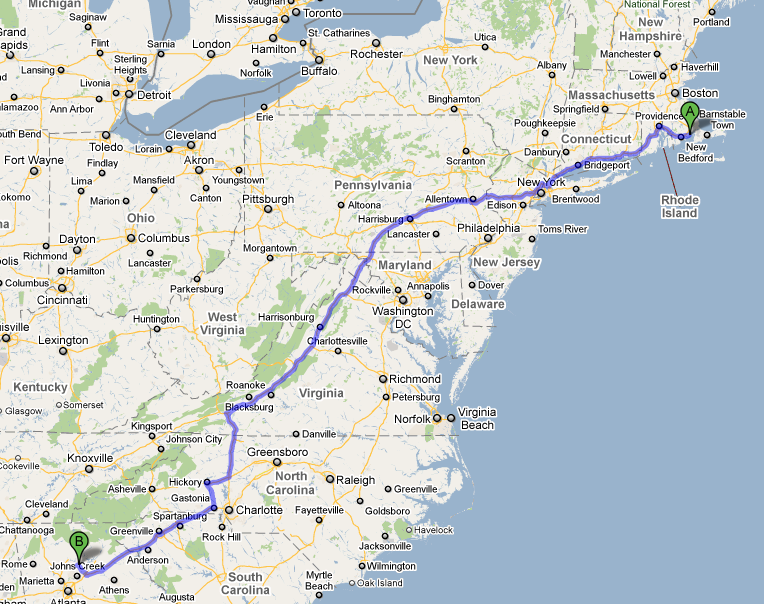 Michigan
Saginaw
Flint
Lansing
Livonia
Sterling
Heights
Sarnia
London
Mississauga
Toronto
Hamilton
St. Catharines
Norfolk
Buffalo
Rochester
Utica
New York
New
Hampshire
Portland
National Forest
Manchester
Haverhill
Lowell
Boston
Massachusetts
Springfield
Albany
Ann Arbor
Detroit
Erie
Binghamton
Poughkeepsie
Providence
A
Barnstable
Town
New
Bedford
Connecticut
Danbury
Bridgeport
Rhode
Island
Toledo
Lorain
Cleveland
Akron
Fort Wayne
Findlay
Youngstown
Scranton
Lima
Mansfield
Canton
Marion
Pennsylvania
Pittsburgh
Altoona
Allentown
New York
Edison
Brentwood
Ohio
Columbus
Harrisburg
Lancaster
Philadelphia
Toms River
Dayton
Richmond
Hamilton
Columbus
Cincinnati
Lancaster
Morgantown
Parkersburg
Maryland
New Jersey
Rockville
Annapolis
Dover
Delaware
Washington
DC
Huntington
West
Virginia
Harrisonburg
Charlottesville
Lexington
Kentucky
Glasgow
Somerset
Roanoke
Blacksburg
Virginia
Richmond
Petersburg
Norfolk
Virginia
Beach
Kingsport
Johnson City
Danville
Knoxville
Greensboro
Cleveland
Chattanooga
Asheville
Hickory
Gastonia
North
Carolina
Raleigh
Greenville
Goldsboro
Charlotte
Spartanburg
Greenville
Rock Hill
Fayetteville
Havelock
Jacksonville
B
Rome
Johns Creek
Marietta
Atlanta
Anderson
Athens
Augusta
South
Carolina
Myrtle
Beach
Wilmington
Oak Island